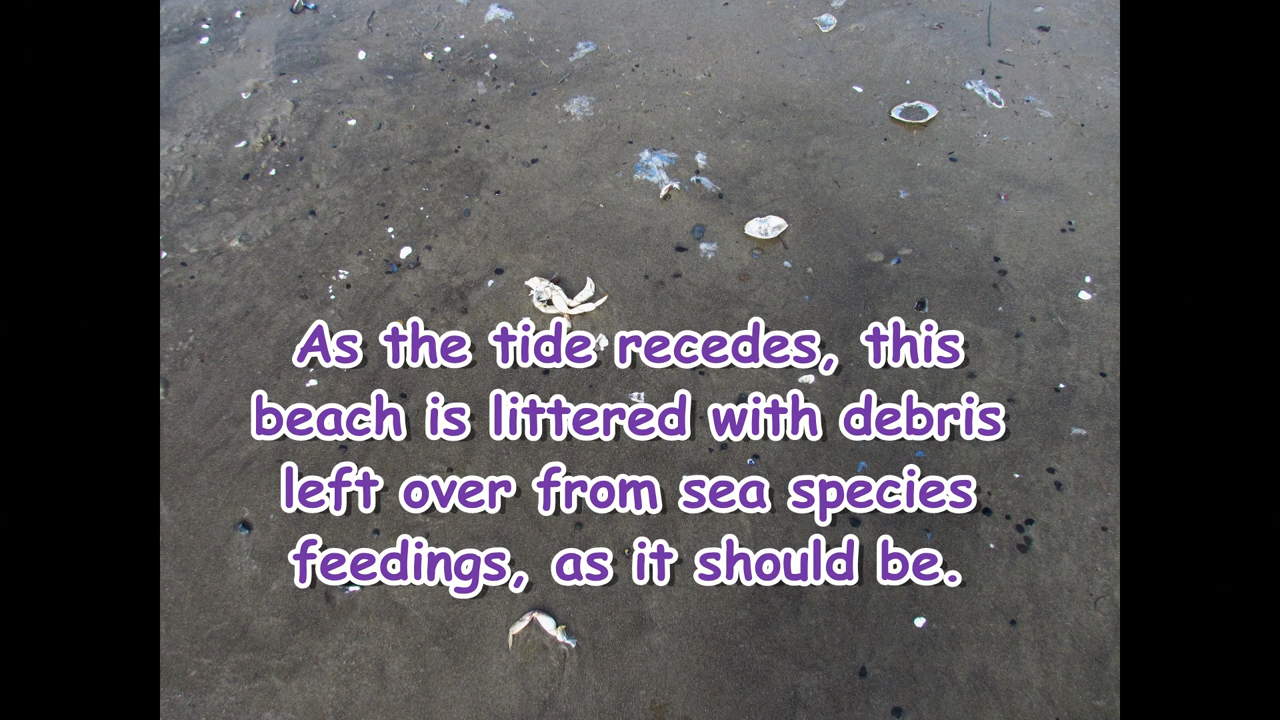 As the tide recedes, this
beach is littered with debris
left over from sea species
feedings, as it should be.